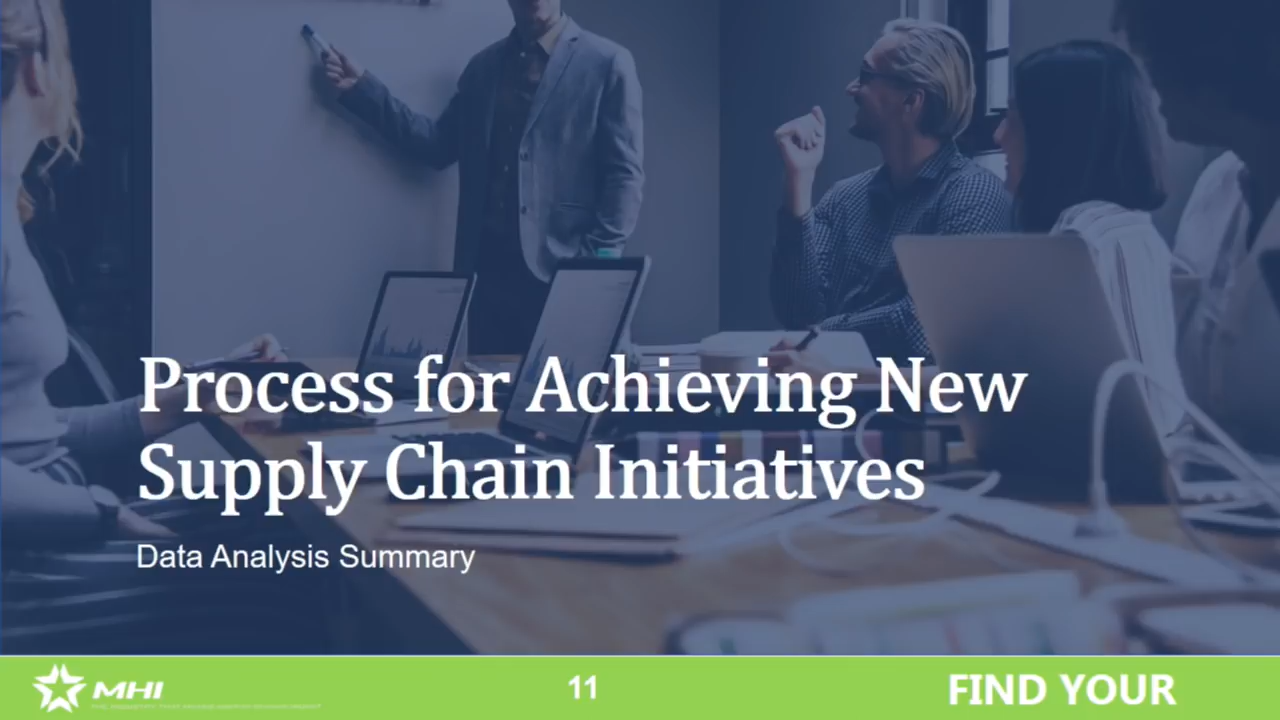 Process for Achieving New
Supply Chain Initiatives
Data Analysis Summary
MHI
11
FIND YOUR